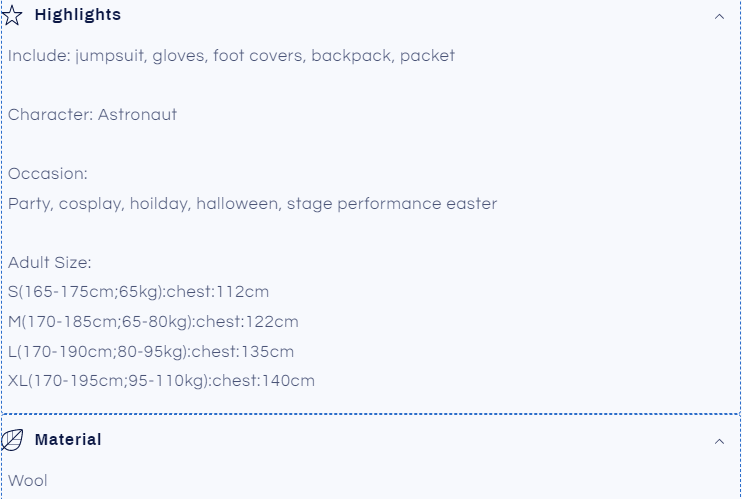 Highlights
Include: jumpsuit, gloves, foot covers, backpack, packet
Character: Astronaut
Occasion:
Party, cosplay, hoilday, halloween, stage performance easter
Adult Size:
S(165-175cm;65kg):chest:112cm
M(170-185cm;65-80kg):chest:122cm
L(170-190cm;80-95kg):chest:135cm
XL(170-195cm;95-110kg):chest:140cm
Material
Wool